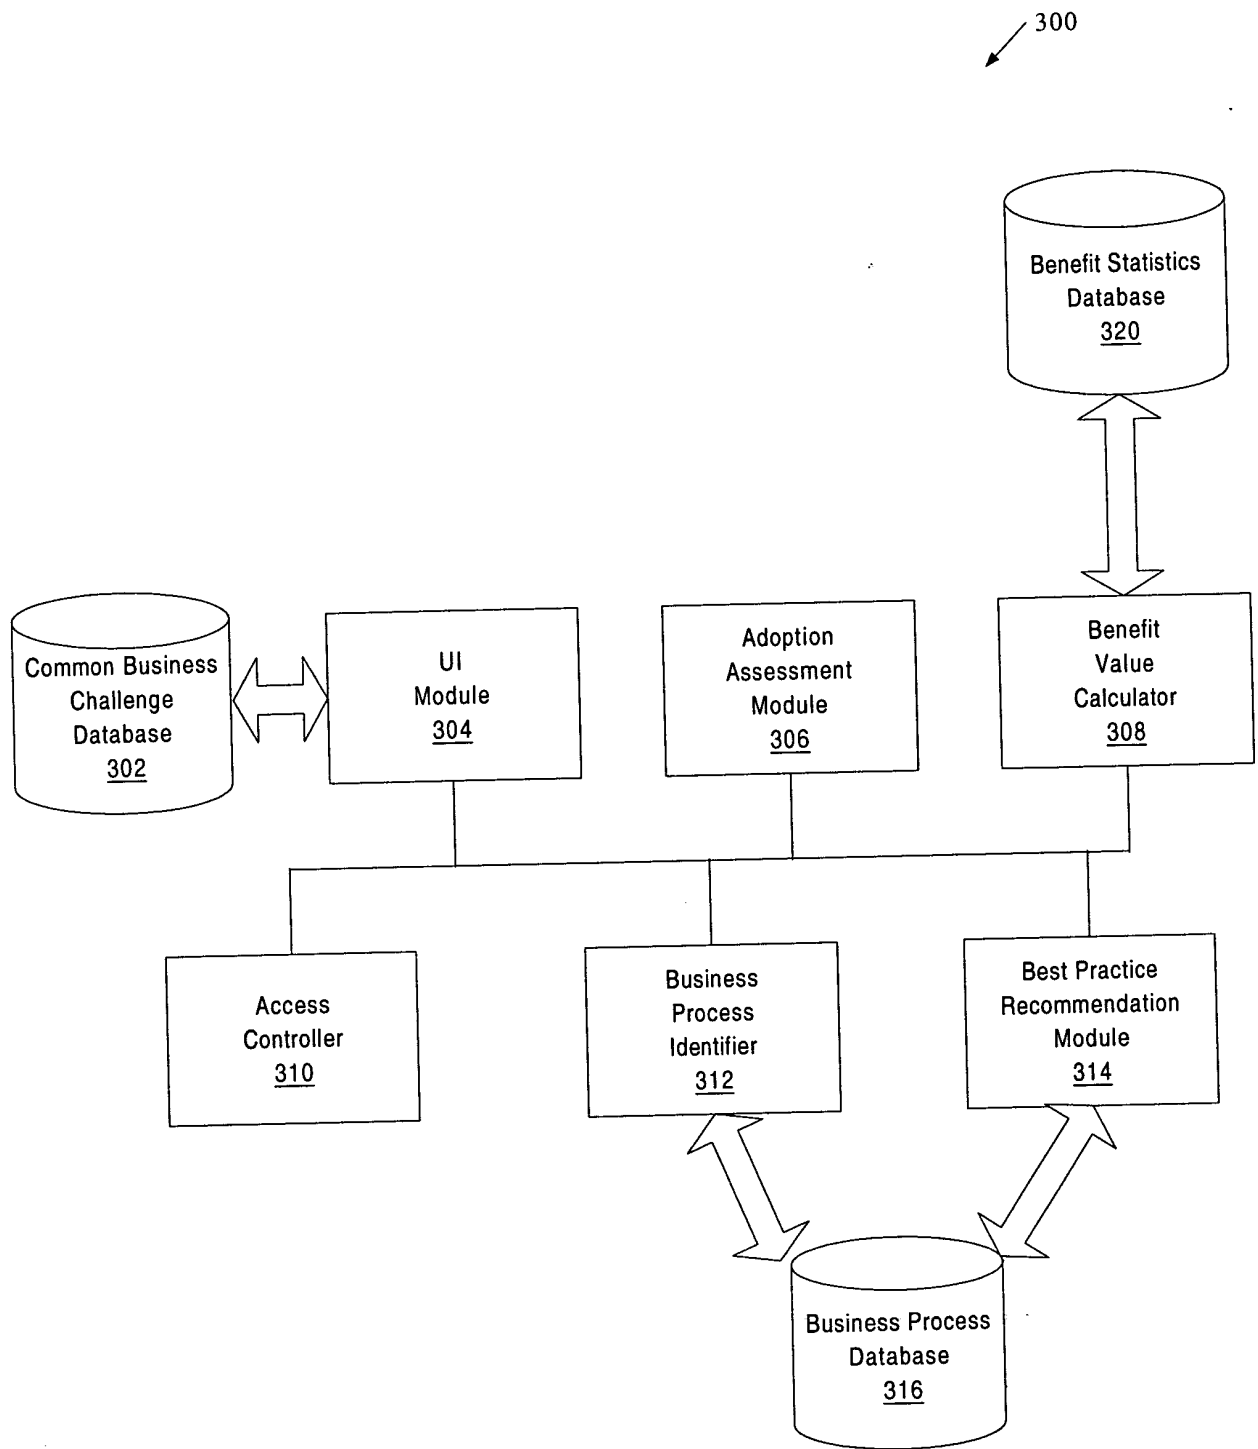 300
Benefit Statistics
Database
320
Common Business
Challenge
Database
302
UI
Module
304
Adoption
Assessment
Module
306
Benefit
Value
Calculator
308
Access
Controller
310
Business
Process
Identifier
312
Best Practice
Recommendation
Module
314
Business Process
Database
316